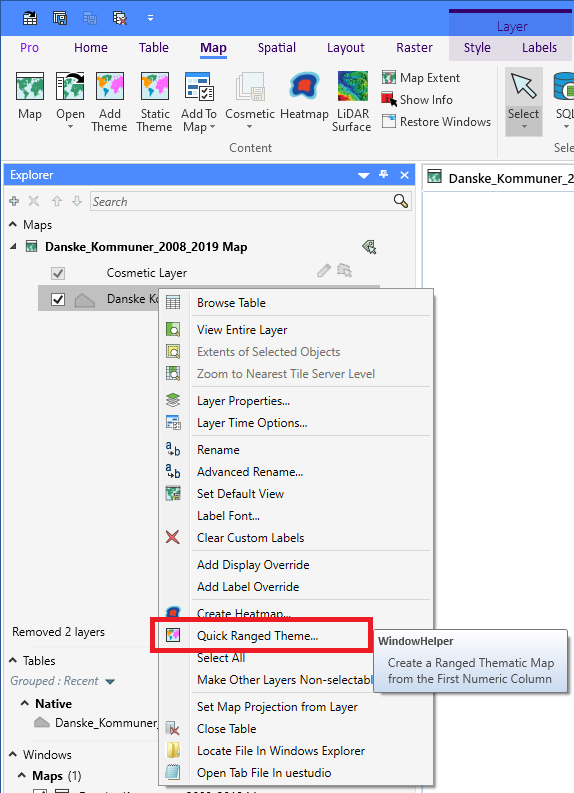 Layer
Pro
Home
Table
Map
Spatial
Layout
Raster
Style
Labels
Map
Open
Add
Theme
Static
Theme
Add To
Map
Cosmetic
Heatmap
LiDAR
Surface
Map Extent
Show Info
Restore Windows
Select
SQL
Content
Sele
Explorer
Search
Danske_Kommuner_2
Maps
Danske_Kommuner_2008_2019 Map
Cosmetic Layer
Danske Ko
Browse Table
View Entire Layer
Extents of Selected Objects
Zoom to Nearest Tile Server Level
Layer Properties...
Layer Time Options...
Rename
Advanced Rename...
Set Default View
Label Font...
Clear Custom Labels
Add Display Override
Add Label Override
Create Heatmap...
Quick Ranged Theme...
Select All
Make Other Layers Non-selectabl
Set Map Projection from Layer
Close Table
Locate File In Windows Explorer
Open Tab File In uestudio
WindowHelper
Create a Ranged Thematic Map
from the First Numeric Column
Removed 2 layers
Tables
Grouped : Recent
Native
Danske_Kommuner_
Windows
Maps (1)